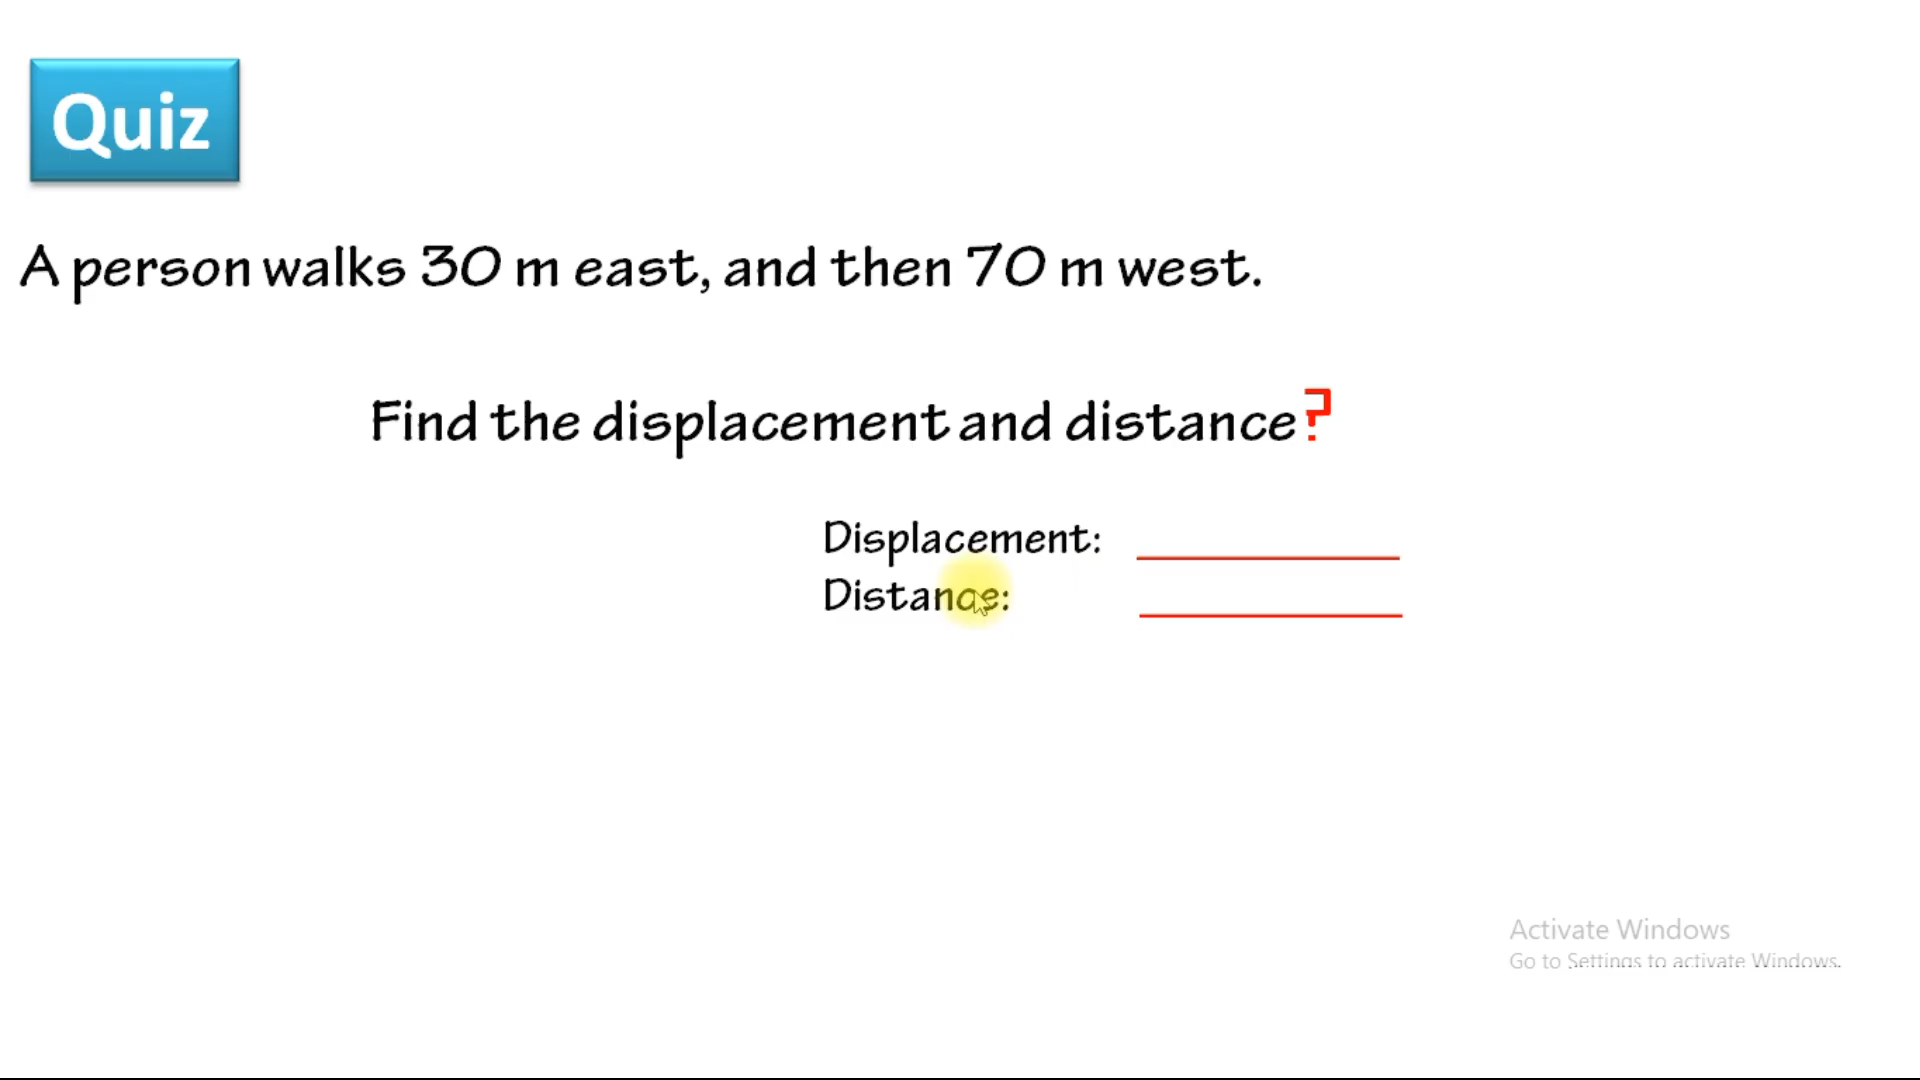 Quiz
A person walks 30 m east, and then 70 m west.
Find the displacement and distance?
Displacement: 
Distance: 
Activate Windows
Go to Settings to activate Windows.